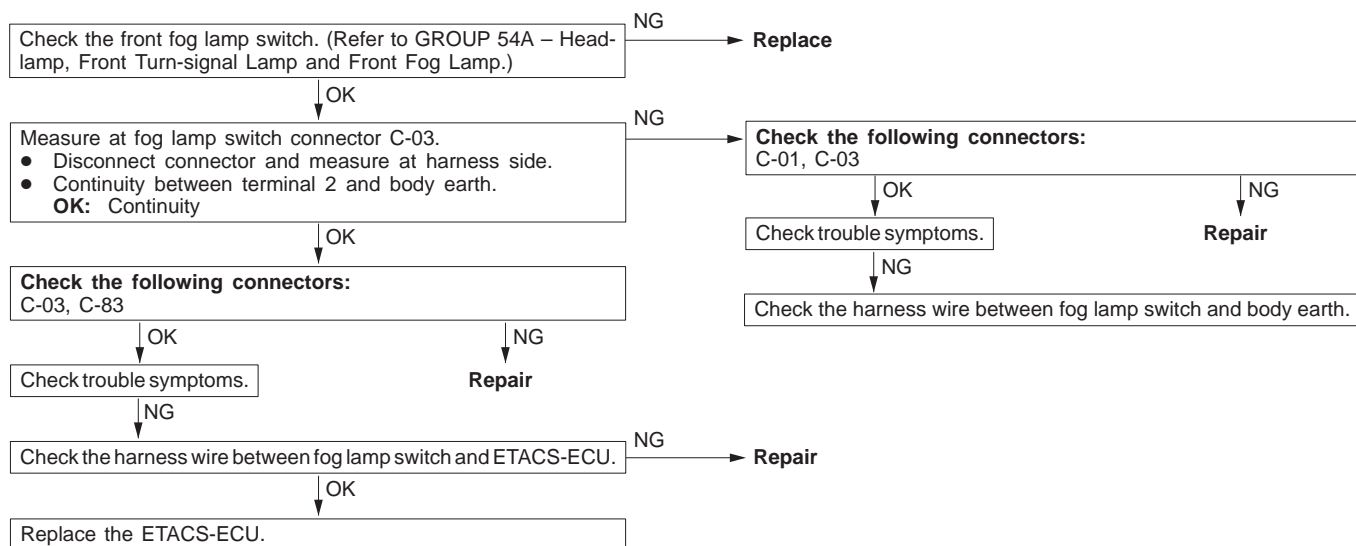 NG
Check the front fog lamp switch. (Refer to GROUP 54A – Head-
lamp, Front Turn-signal Lamp and Front Fog Lamp.)
Replace
OK
Measure at fog lamp switch connector C-03.
● Disconnect connector and measure at harness side.
● Continuity between terminal 2 and body earth.
OK: Continuity
NG
Check the following connectors:
C-01, C-03
OK
NG
Check trouble symptoms.
Repair
NG
Check the harness wire between fog lamp switch and body earth.
OK
Check the following connectors:
C-03, C-83
OK
NG
Check trouble symptoms.
Repair
NG
Check the harness wire between fog lamp switch and ETACS-ECU.
NG
Repair
OK
Replace the ETACS-ECU.